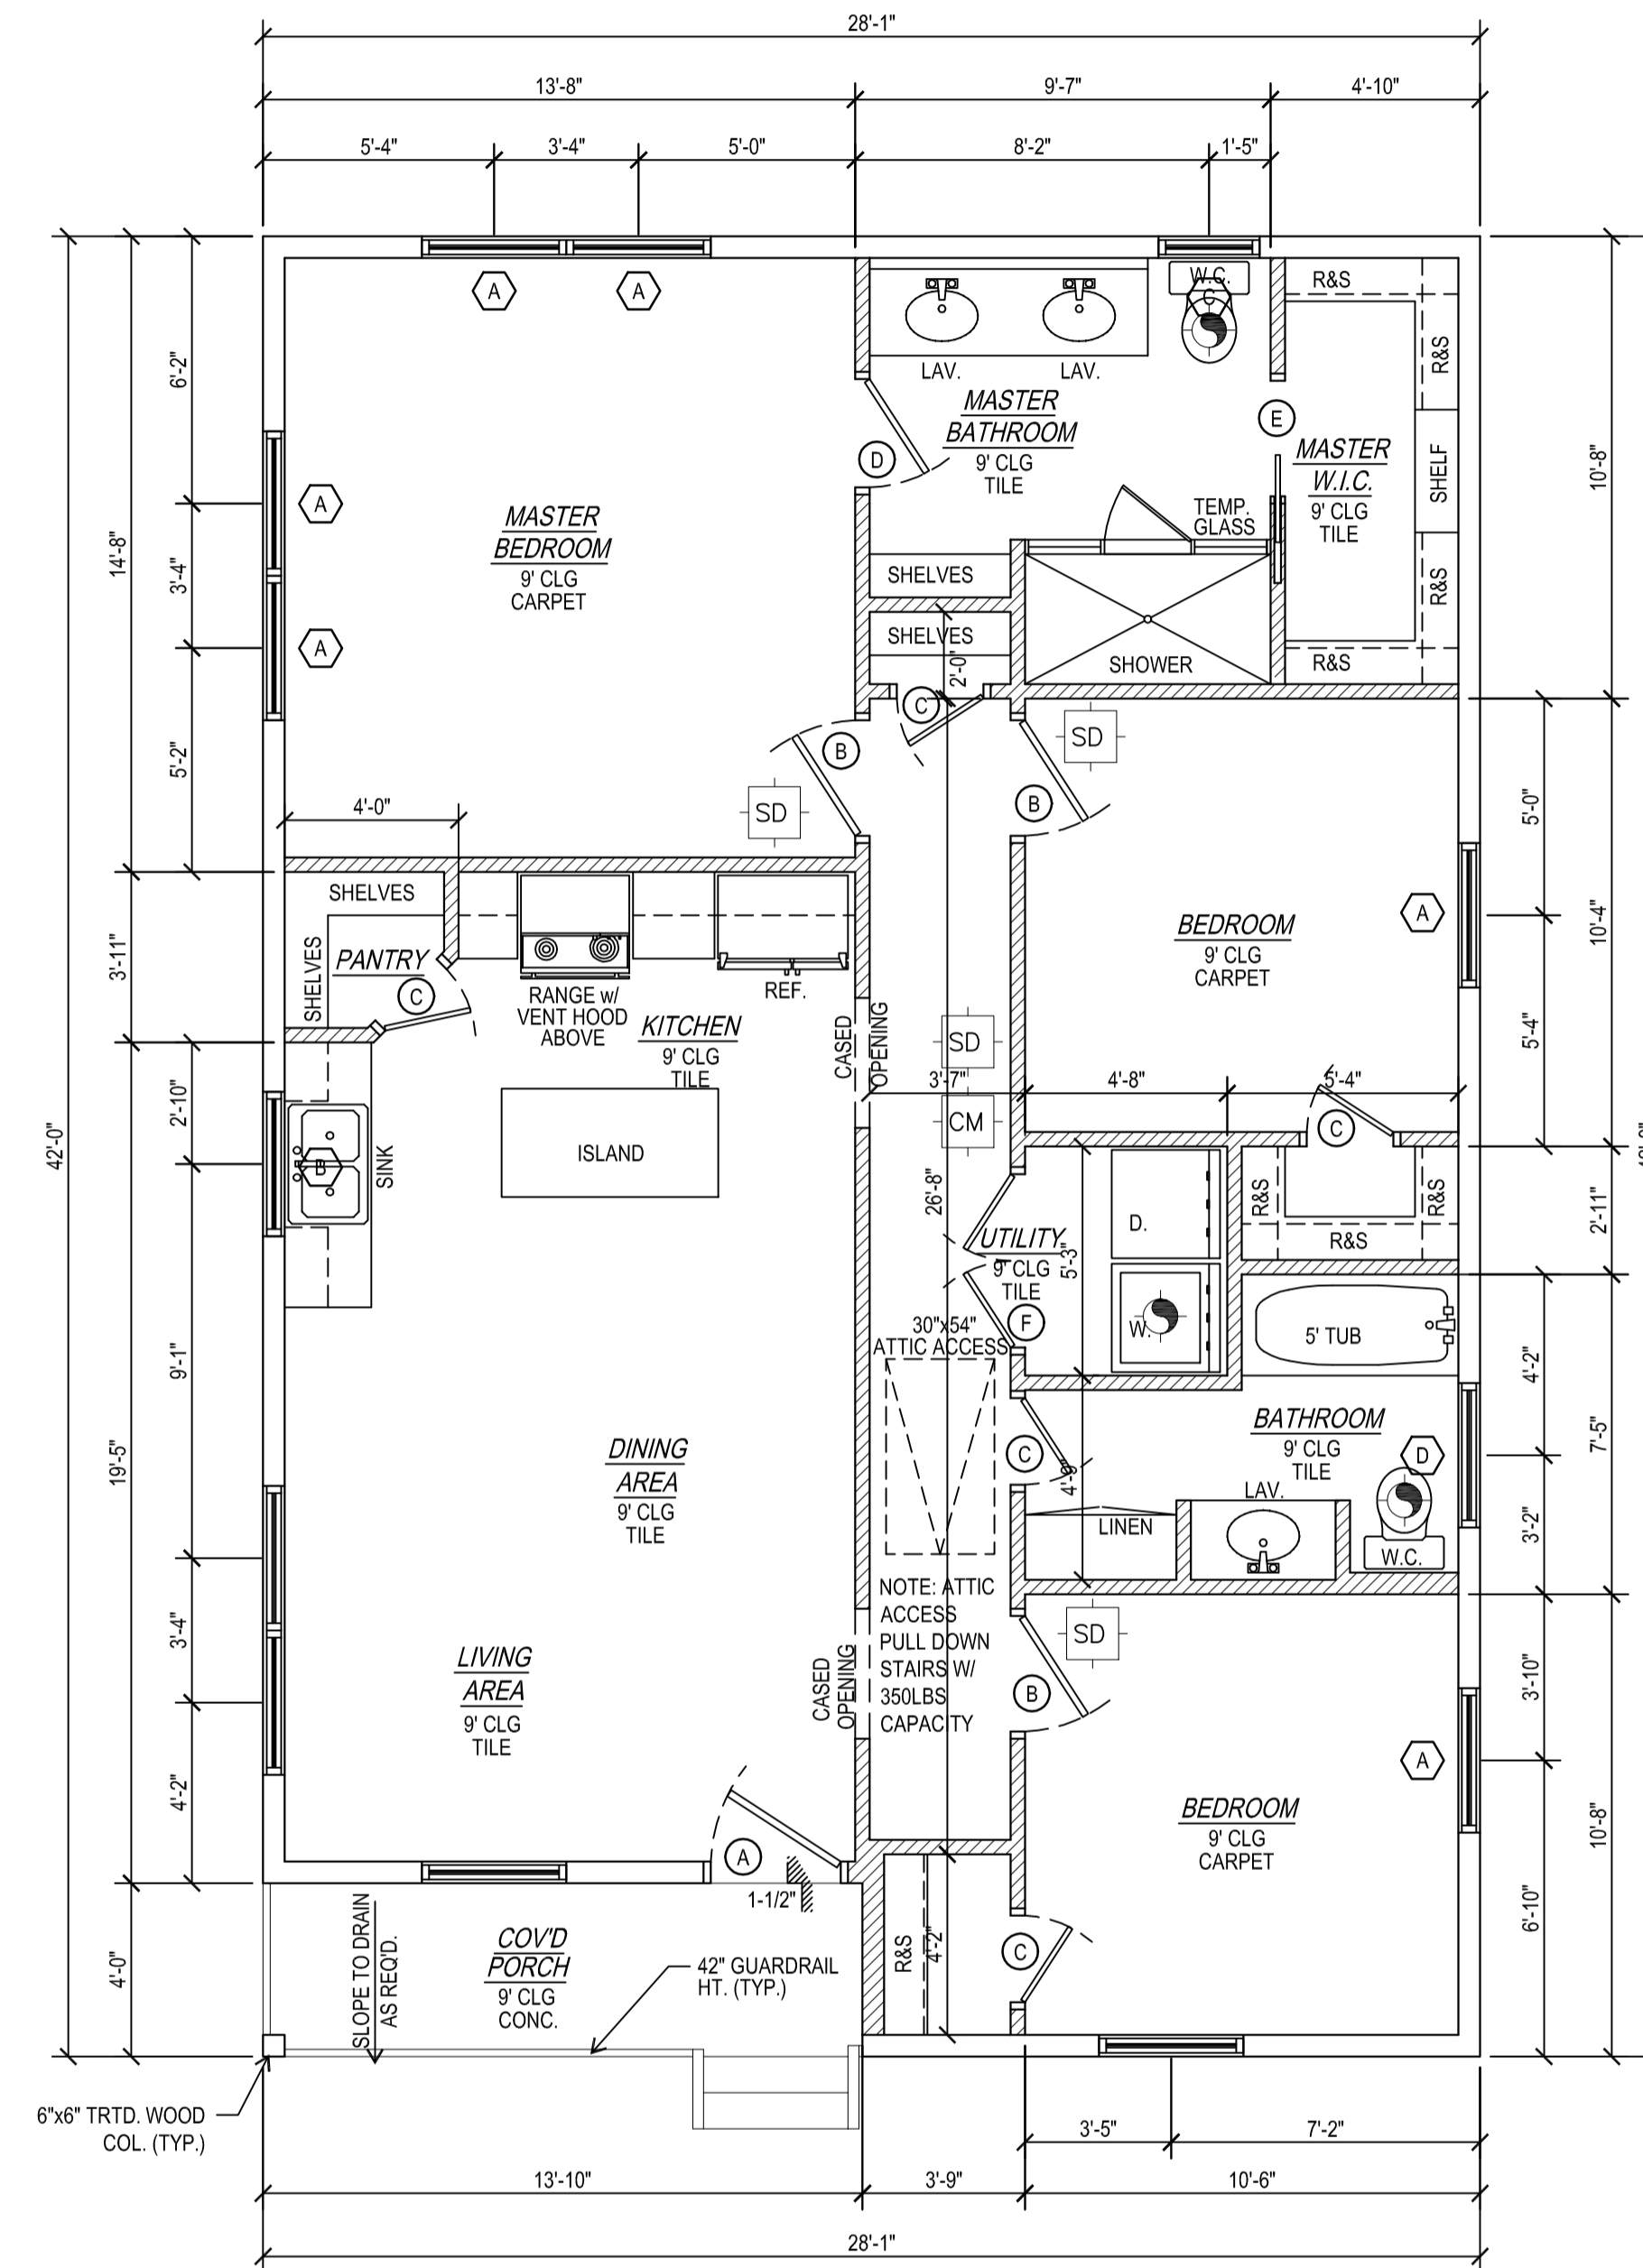 28'-1"
13'-8"
9'-7"
4'-10"
5'-4"
3'-4"
5'-0"
8'-2"
1'-5"
A
A
W.C.
C
R&S
R&S
LAV.
LAV.
6'-2"
MASTER
BATHROOM
9' CLG
TILE
E
D
MASTER
W.I.C.
9' CLG
TILE
SHELF
10'-8"
A
MASTER
BEDROOM
9' CLG
CARPET
TEMP.
GLASS
14'-8"
3'-4"
SHELVES
R&S
SHELVES
A
2'-0"
SHOWER
R&S
C
SD
B
B
5'-2"
4'-0"
SD
5'-0"
SHELVES
SHELVES
PANTRY
C
BEDROOM
9' CLG
CARPET
A
10'-4"
3'-11"
REF.
RANGE w/
VENT HOOD
ABOVE
KITCHEN
9' CLG
TILE
CASED
OPENING
SD
5'-4"
3'-7"
4'-8"
5'-4"
CM
C
2'-10"
42'-0"
B
SINK
ISLAND
26'-8"
R&S
R&S
R&S
2'-11"
D.
UTILITY
9' CLG
TILE
5'-3"
F
W.
5' TUB
30"x54"
ATTIC ACCESS
9'-1"
4'-2"
BATHROOM
9' CLG
TILE
D
7'-5"
19'-5"
DINING
AREA
9' CLG
TILE
C
LAV.
LINEN
W.C.
3'-2"
NOTE: ATTIC
ACCESS
PULL DOWN
STAIRS W/
350LBS
CAPACITY
3'-4"
SD
LIVING
AREA
9' CLG
TILE
CASED
OPENING
B
3'-10"
A
4'-2"
BEDROOM
9' CLG
CARPET
10'-8"
A
1-1/2"
6'-10"
4'-0"
SLOPE TO DRAIN
AS REQ'D.
COV'D
PORCH
9' CLG
CONC.
42" GUARDRAIL
HT. (TYP.)
R&S
4'-2"
C
6"x6" TRTD. WOOD
COL. (TYP.)
3'-5"
7'-2"
13'-10"
3'-9"
10'-6"
28'-1"